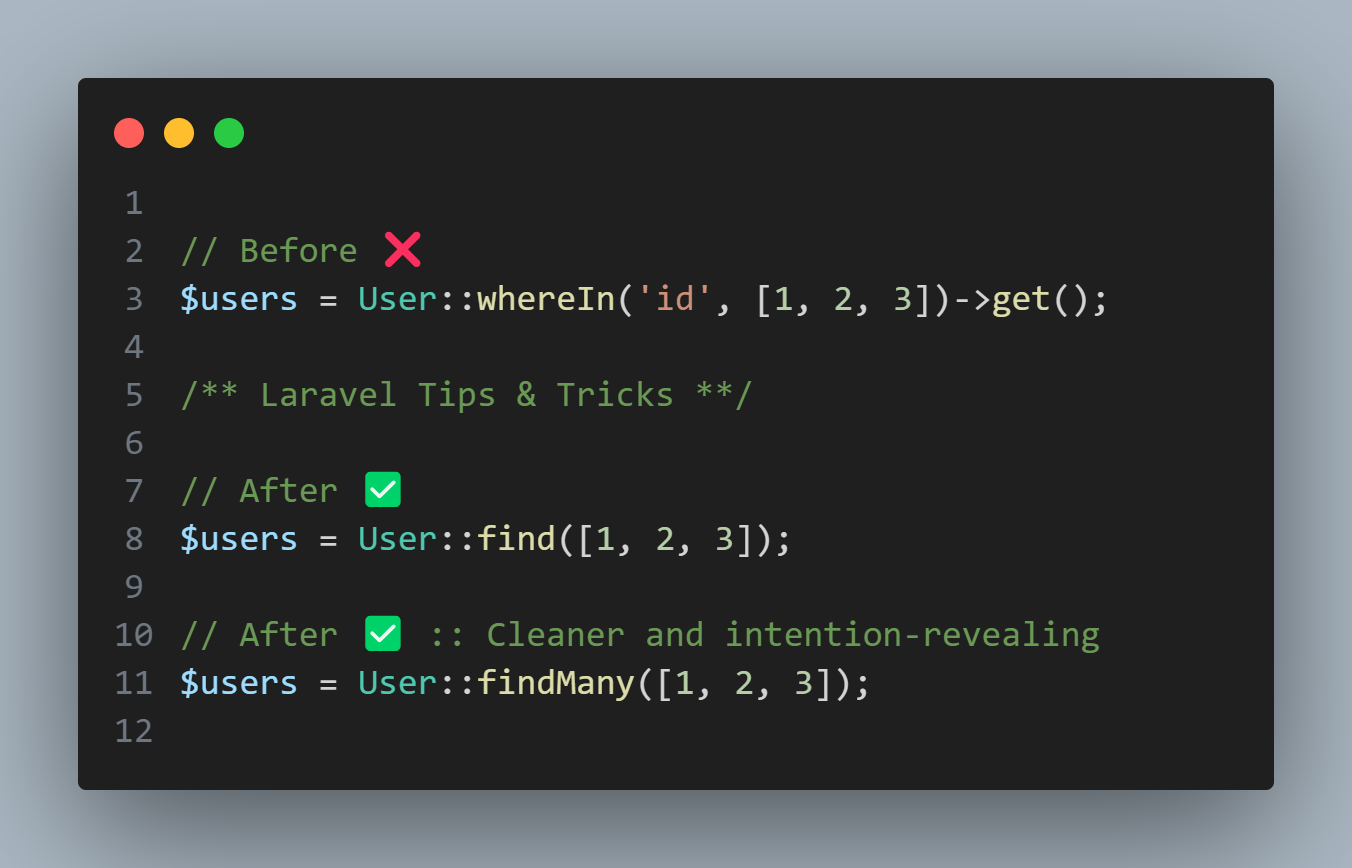 1
2 // Before ❌
3 $users = User::whereIn('id', [1, 2, 3])->get();
4
5 /** Laravel Tips & Tricks **/
6
7 // After ✅
8 $users = User::find([1, 2, 3]);
9
10 // After ✅ :: Cleaner and intention-revealing
11 $users = User::findMany([1, 2, 3]);
12